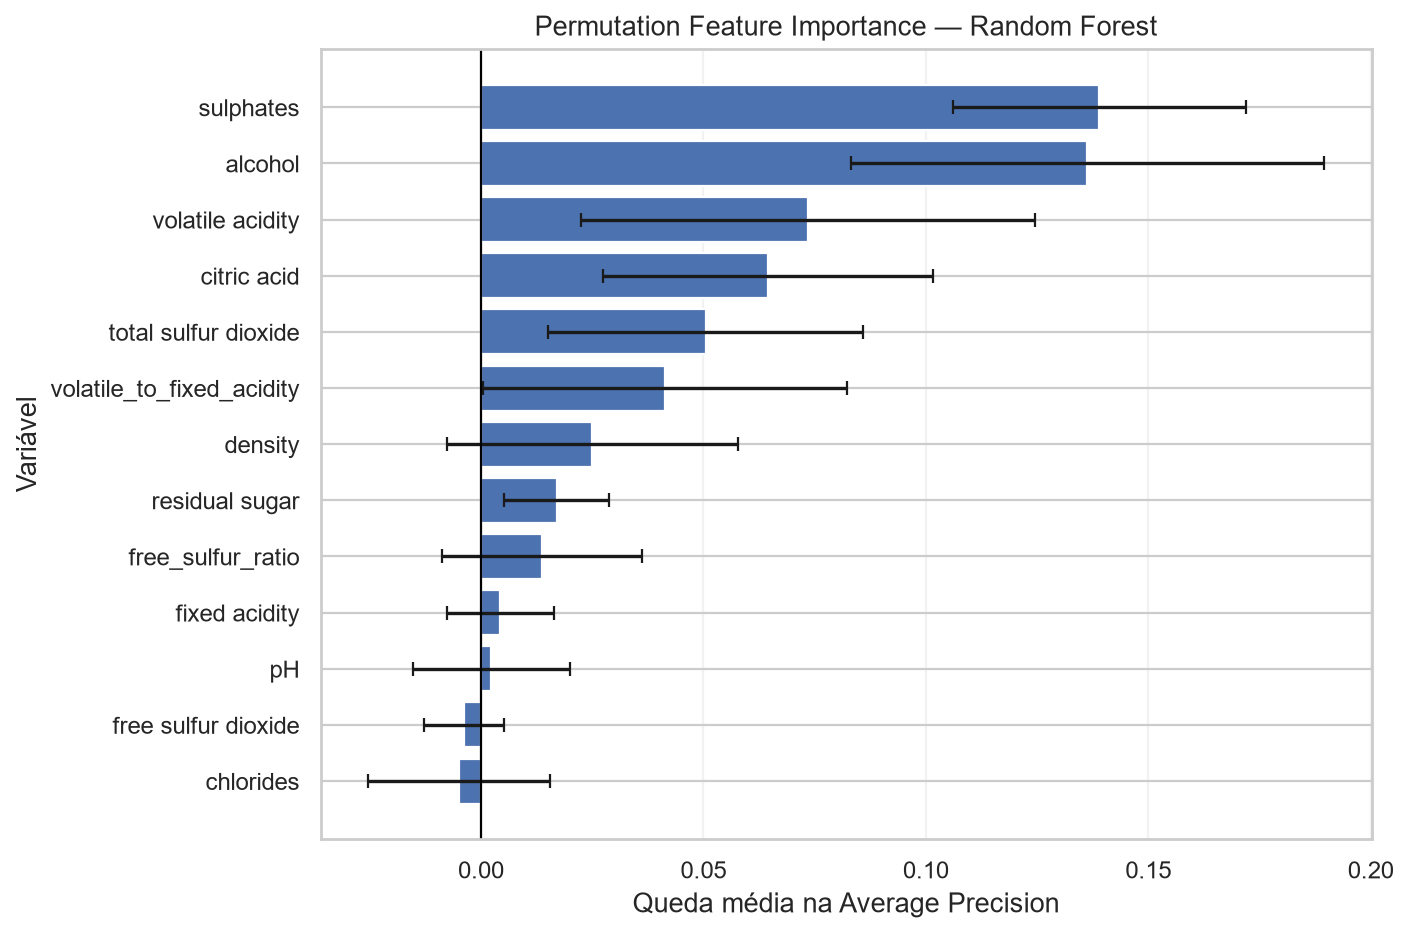 Permutation Feature Importance — Random Forest
sulphates
alcohol
volatile acidity
citric acid
total sulfur dioxide
volatile_to_fixed_acidity
density
residual sugar
free_sulfur_ratio
fixed acidity
pH
free sulfur dioxide
chlorides
Variável
0.00 0.05 0.10 0.15 0.20
Queda média na Average Precision